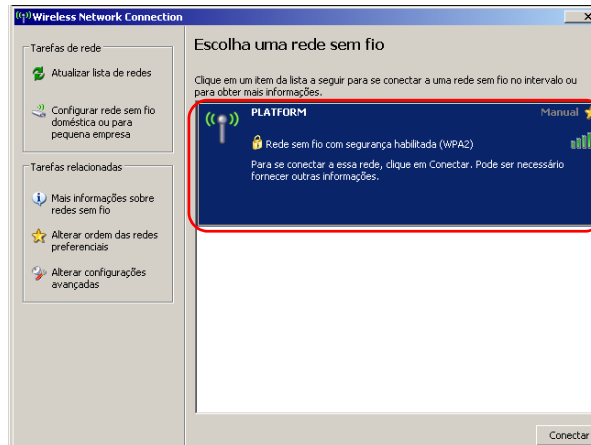 Wireless Network Connection
Tarefas de rede
Atualizar lista de redes
Configurar rede sem fio
doméstica ou para
pequena empresa
Tarefas relacionadas
Mais informações sobre
redes sem fio
Alterar ordem das redes
preferenciais
Alterar configurações
avançadas
Escolha uma rede sem fio
Clique em um item da lista a seguir para se conectar a uma rede sem fio no intervalo ou
para obter mais informações.
PLATFORM Manual
Rede sem fio com segurança habilitada (WPA2)
Para se conectar a essa rede, clique em Conectar. Pode ser necessário
fornecer outras informações.
Conectar